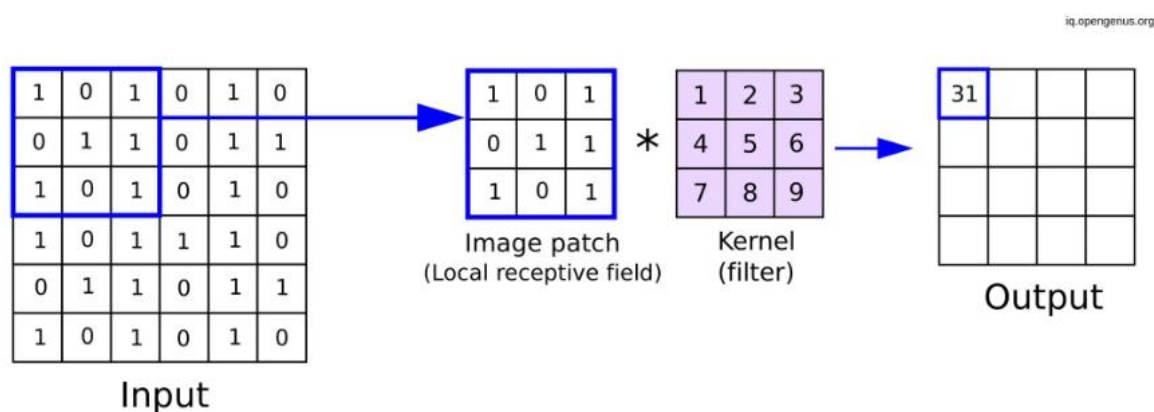 iq.opengenus.org
1 0 1 0 1 0
0 1 1 0 1 1
1 0 1 0 1 0
1 0 1 1 1 0
0 1 1 0 1 1
1 0 1 0 1 0
Input
1 0 1
0 1 1
1 0 1
Image patch
(Local receptive field)
*
1 2 3
4 5 6
7 8 9
Kernel
(filter)
31
Output